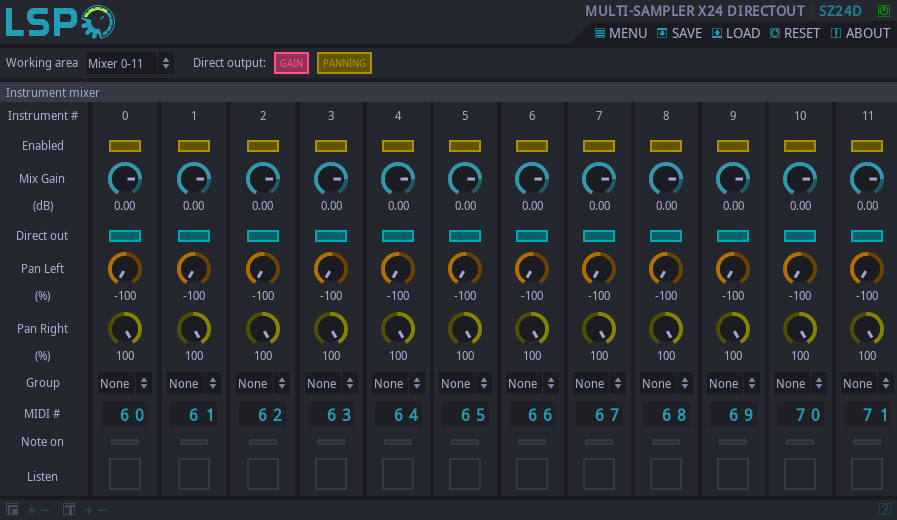 LSP
MULTI-SAMPLER X24 DIRECTOUT SZ24D
MENU SAVE LOAD RESET ABOUT
Working area Mixer 0-11 Direct output: GAIN PANNING
Instrument mixer
Instrument # 0 1 2 3 4 5 6 7 8 9 10 11
Enabled
Mix Gain
(dB) 0.00 0.00 0.00 0.00 0.00 0.00 0.00 0.00 0.00 0.00 0.00 0.00
Direct out
Pan Left
(%) -100 -100 -100 -100 -100 -100 -100 -100 -100 -100 -100 -100
Pan Right
(%) 100 100 100 100 100 100 100 100 100 100 100 100
Group None None None None None None None None None None None None
MIDI # 60 61 62 63 64 65 66 67 68 69 70 71
Note on
Listen
+ - T + - ?